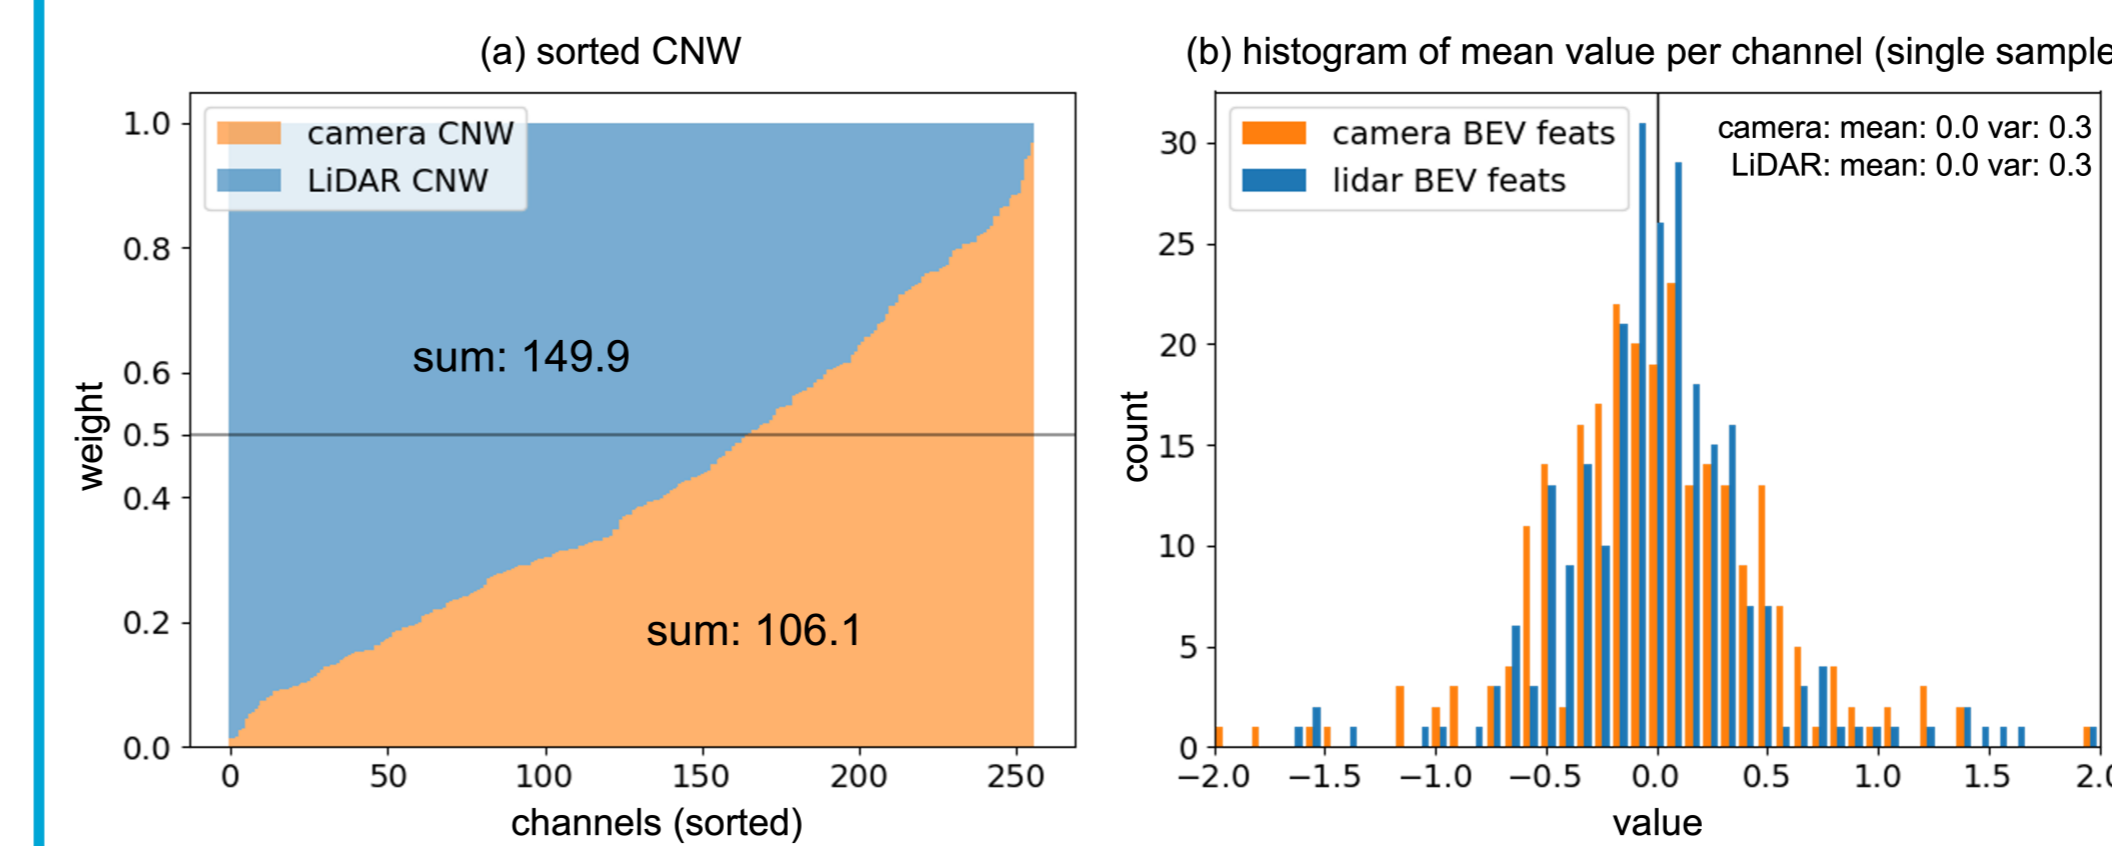 (a) sorted CNW
1.0
0.8
0.6
0.5
0.4
0.2
0.0
weight
camera CNW
LiDAR CNW
sum: 149.9
sum: 106.1
0 50 100 150 200 250
channels (sorted)
(b) histogram of mean value per channel (single sample
30
25
20
15
10
5
0
count
camera BEV feats
lidar BEV feats
camera: mean: 0.0 var: 0.3
LiDAR: mean: 0.0 var: 0.3
−2.0 −1.5 −1.0 −0.5 0.0 0.5 1.0 1.5 2.0
value